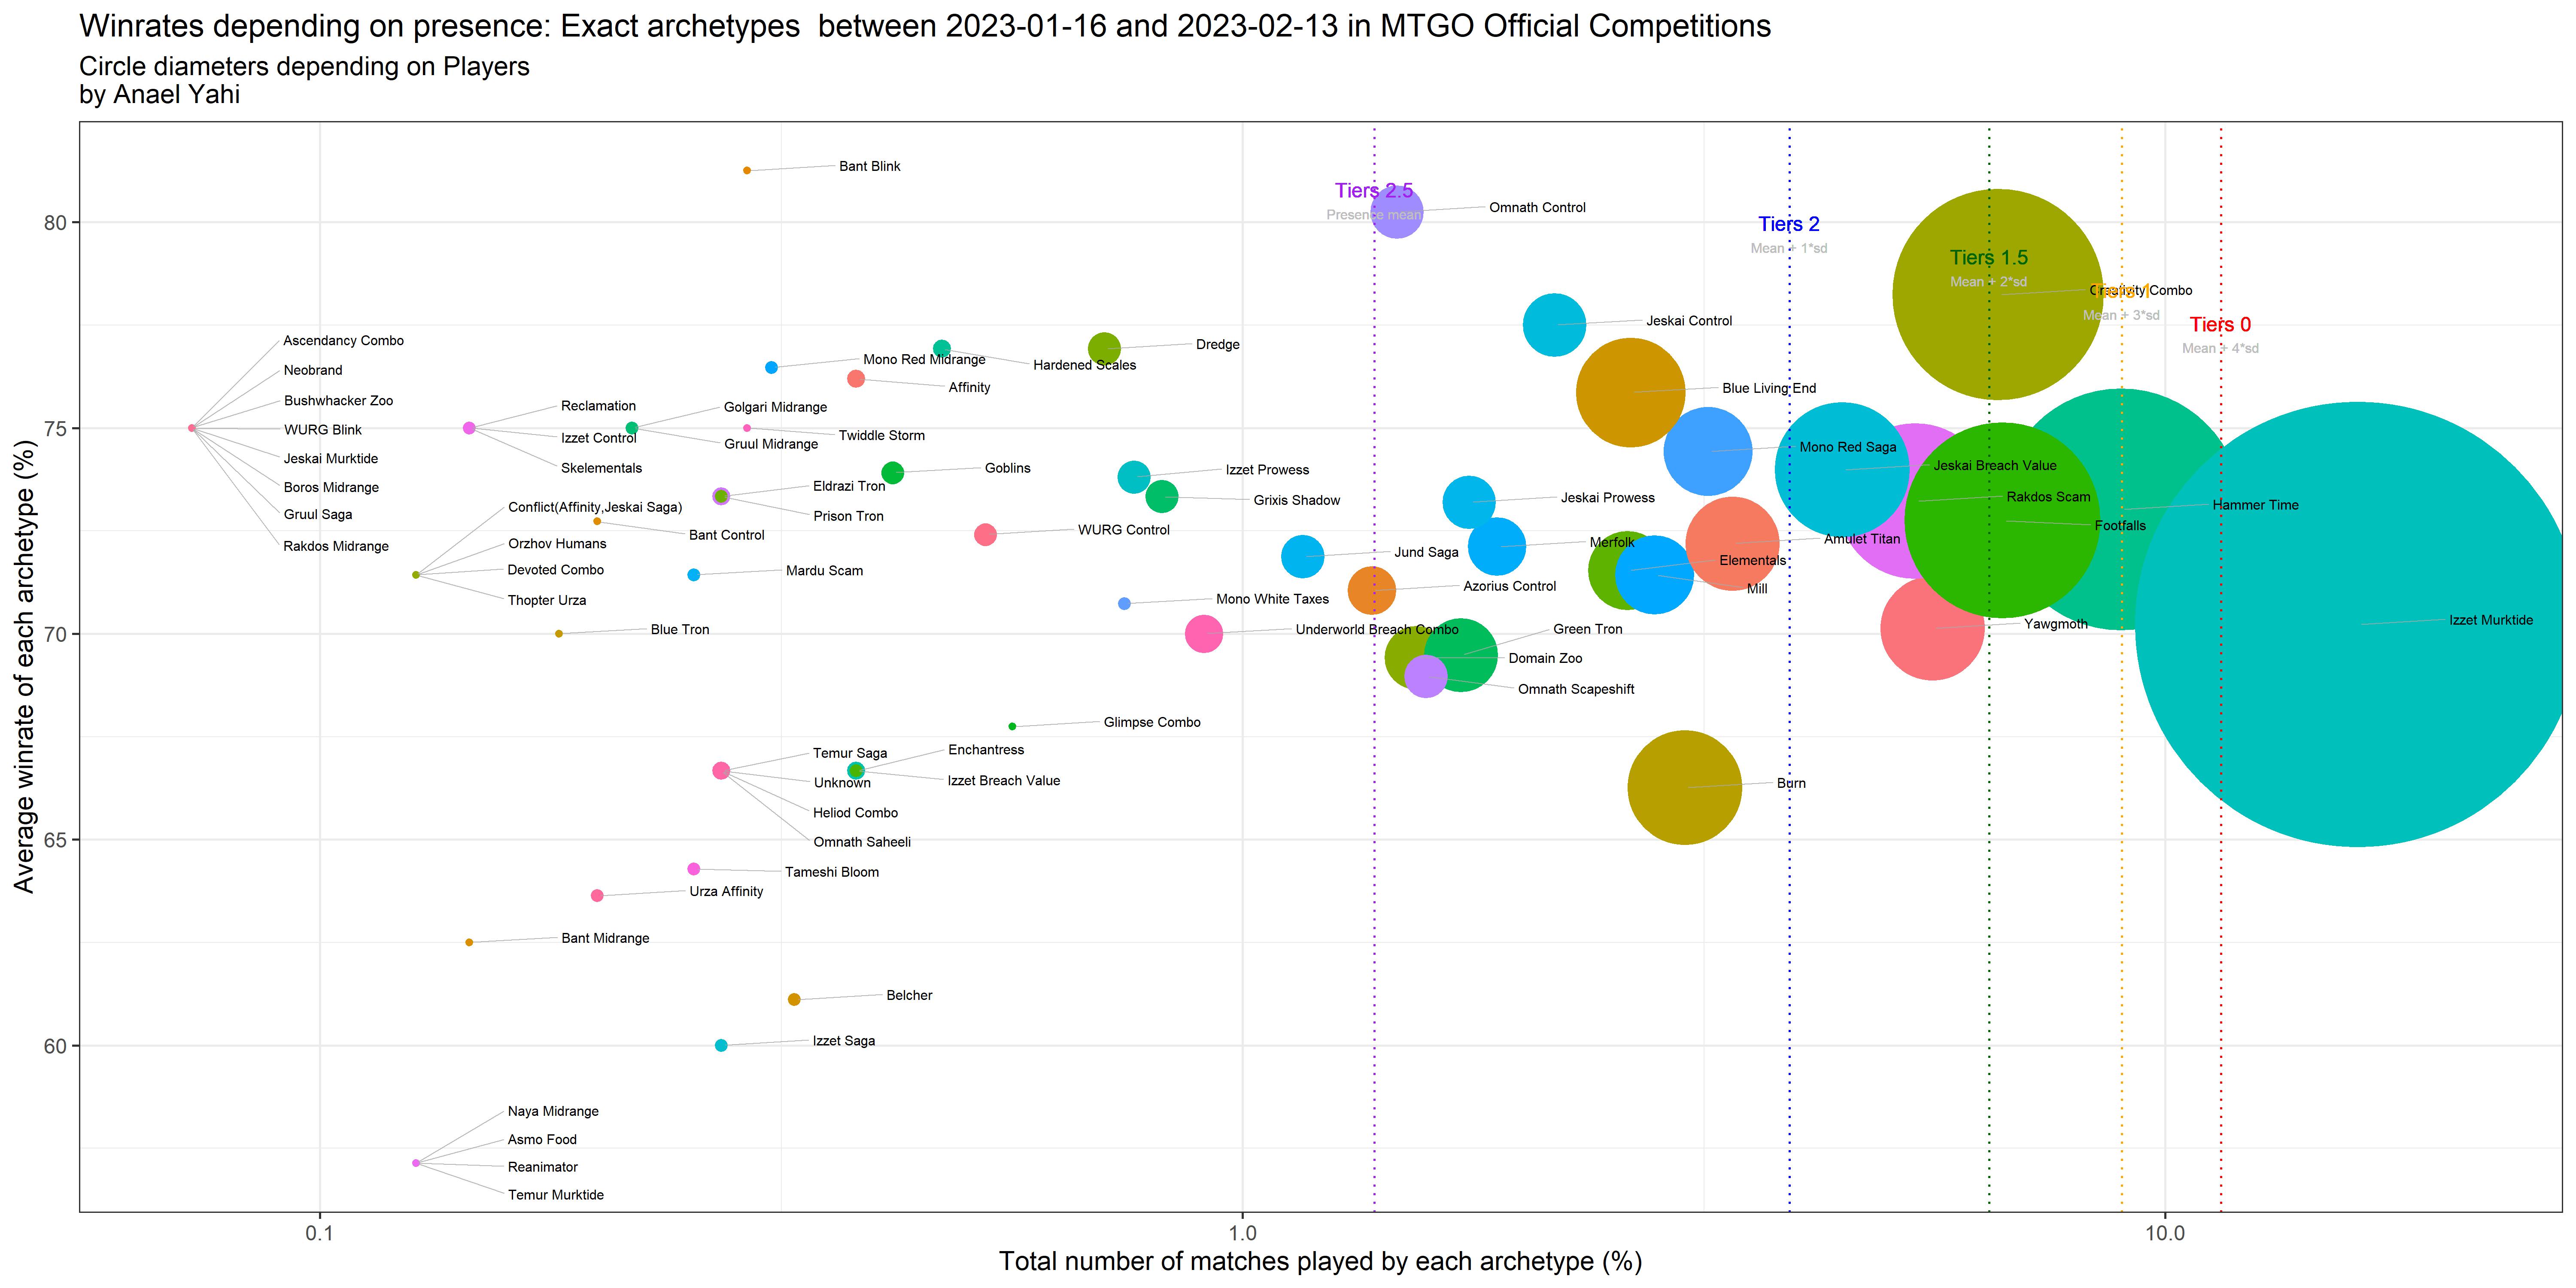 Winrates depending on presence: Exact archetypes  between 2023-01-16 and 2023-02-13 in MTGO Official Competitions
Circle diameters depending on Players
by Anael Yahi
Average winrate of each archetype (%)
80
75
70
65
60
Bant Blink
Tiers 2.5
Presence mean
Omnath Control
Tiers 2
Mean + 1*sd
Tiers 1.5
Mean + 2*sd
Creativity Combo
Tiers 1
Mean + 3*sd
Tiers 0
Mean + 4*sd
Jeskai Control
Ascendancy Combo
Neobrand
Bushwhacker Zoo
WURG Blink
Jeskai Murktide
Boros Midrange
Gruul Saga
Rakdos Midrange
Reclamation
Izzet Control
Skelementals
Golgari Midrange
Gruul Midrange
Mono Red Midrange
Hardened Scales
Affinity
Dredge
Twiddle Storm
Goblins
Eldrazi Tron
Prison Tron
Izzet Prowess
Grixis Shadow
WURG Control
Blue Living End
Mono Red Saga
Jeskai Breach Value
Rakdos Scam
Footfalls
Hammer Time
Jeskai Prowess
Merfolk
Jund Saga
Azorius Control
Amulet Titan
Elementals
Mill
Conflict(Affinity,Jeskai Saga)
Bant Control
Orzhov Humans
Devoted Combo
Thopter Urza
Mardu Scam
Mono White Taxes
Underworld Breach Combo
Blue Tron
Green Tron
Domain Zoo
Omnath Scapeshift
Yawgmoth
Izzet Murktide
Glimpse Combo
Temur Saga
Unknown
Heliod Combo
Omnath Saheeli
Enchantress
Izzet Breach Value
Burn
Tameshi Bloom
Urza Affinity
Bant Midrange
Belcher
Izzet Saga
Naya Midrange
Asmo Food
Reanimator
Temur Murktide
0.1
1.0
10.0
Total number of matches played by each archetype (%)